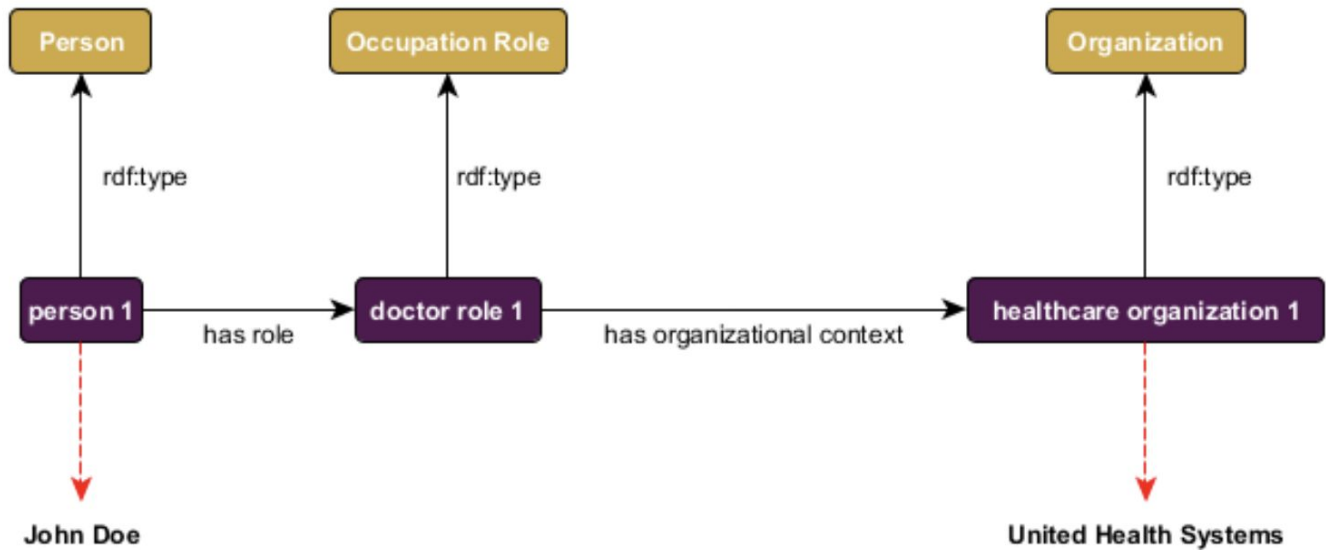 Person
Occupation Role
Organization
rdf:type
rdf:type
rdf:type
person 1
has role
doctor role 1
has organizational context
healthcare organization 1
John Doe
United Health Systems